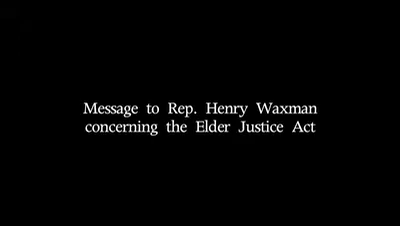 Message to Rep. Henry Waxman
concerning the Elder Justice Act